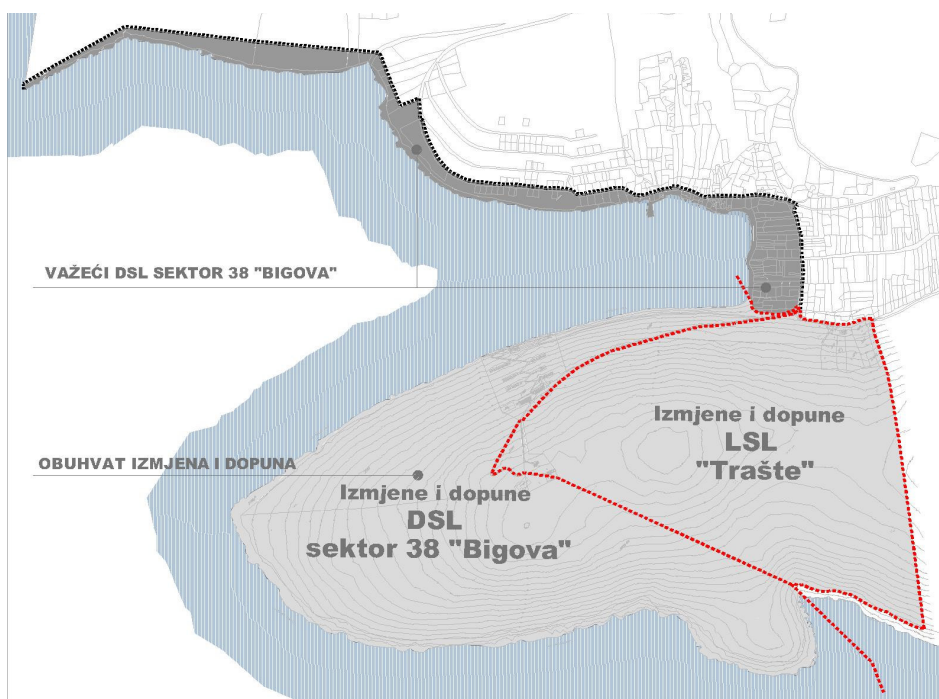 VAŽEĆI DSL SEKTOR 38 "BIGOVA"
Izmjene i dopune
LSL
"Trašte"
OBUHVAT IZMJENA I DOPUNA
Izmjene i dopune
DSL
sektor 38 "Bigova"